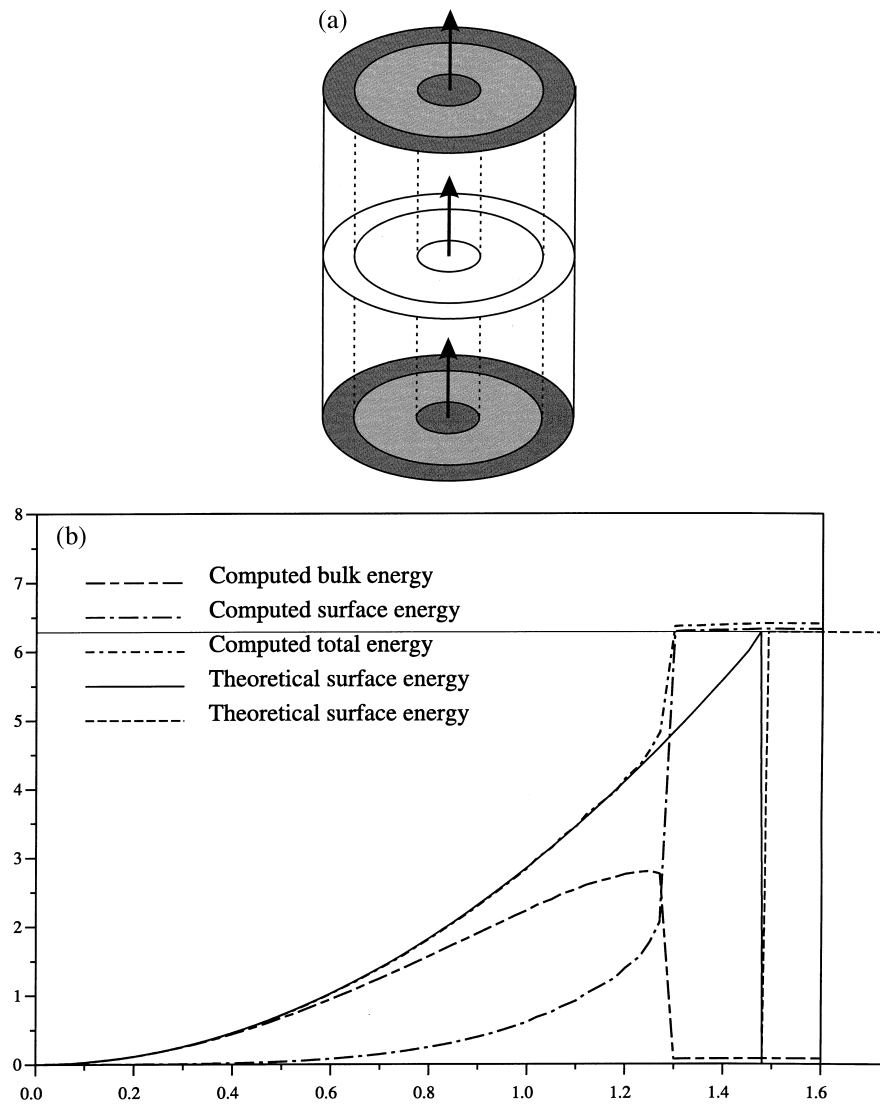 (a)
8
(b)
7
Computed bulk energy
Computed surface energy
6
Computed total energy
Theoretical surface energy
5
Theoretical surface energy
4
3
2
1
0
0.0 0.2 0.4 0.6 0.8 1.0 1.2 1.4 1.6